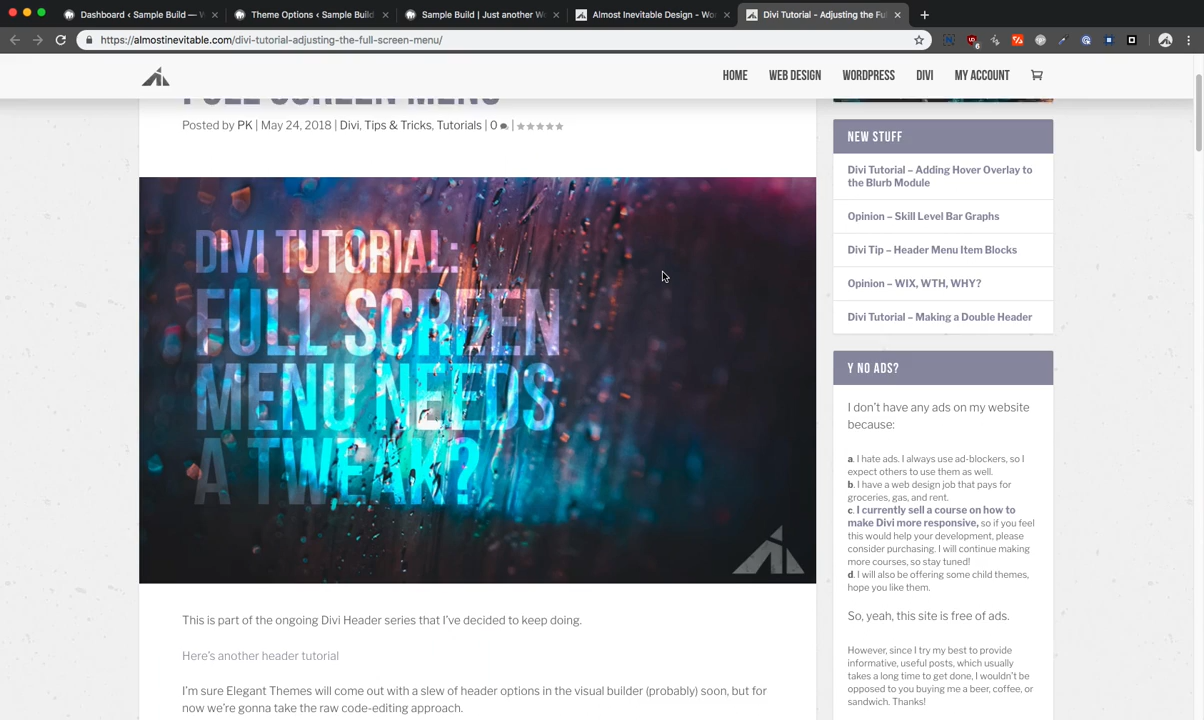 Dashboard ‹ Sample Build — W
Theme Options ‹ Sample Build
Sample Build | Just another W
Almost Inevitable Design - Wor
Divi Tutorial - Adjusting the Ful
https://almostinevitable.com/divi-tutorial-adjusting-the-full-screen-menu/
6
HOME WEB DESIGN WORDPRESS DIVI MY ACCOUNT
FULL SCREEN MENU
Posted by PK | May 24, 2018 | Divi, Tips & Tricks, Tutorials | 0 |
DIVI TUTORIAL:
FULL SCREEN
MENU NEEDS
A TWEAK?
This is part of the ongoing Divi Header series that I've decided to keep doing.
Here's another header tutorial
I'm sure Elegant Themes will come out with a slew of header options in the visual builder (probably) soon, but for
now we're gonna take the raw code-editing approach.
NEW STUFF
Divi Tutorial – Adding Hover Overlay to
the Blurb Module
Opinion – Skill Level Bar Graphs
Divi Tip – Header Menu Item Blocks
Opinion – WIX, WTH, WHY?
Divi Tutorial – Making a Double Header
Y NO ADS?
I don't have any ads on my website
because:
a. I hate ads. I always use ad-blockers, so I
expect others to use them as well.
b. I have a web design job that pays for
groceries, gas, and rent.
c. I currently sell a course on how to
make Divi more responsive, so if you feel
this would help your development, please
consider purchasing. I will continue making
more courses, so stay tuned!
d. I will also be offering some child themes,
hope you like them.
So, yeah, this site is free of ads.
However, since I try my best to provide
informative, useful posts, which usually
takes a long time to get done, I wouldn't be
opposed to you buying me a beer, coffee, or
sandwich. Thanks!